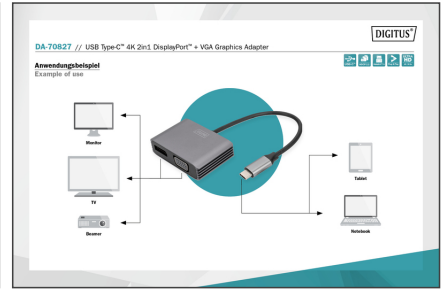 DIGITUS®
DA-70827 // USB Type-C™ 4K 2in1 DisplayPort™ + VGA Graphics Adapter
Anwendungsbeispiel
Example of use
Monitor
TV
Beamer
Tablet
Notebook